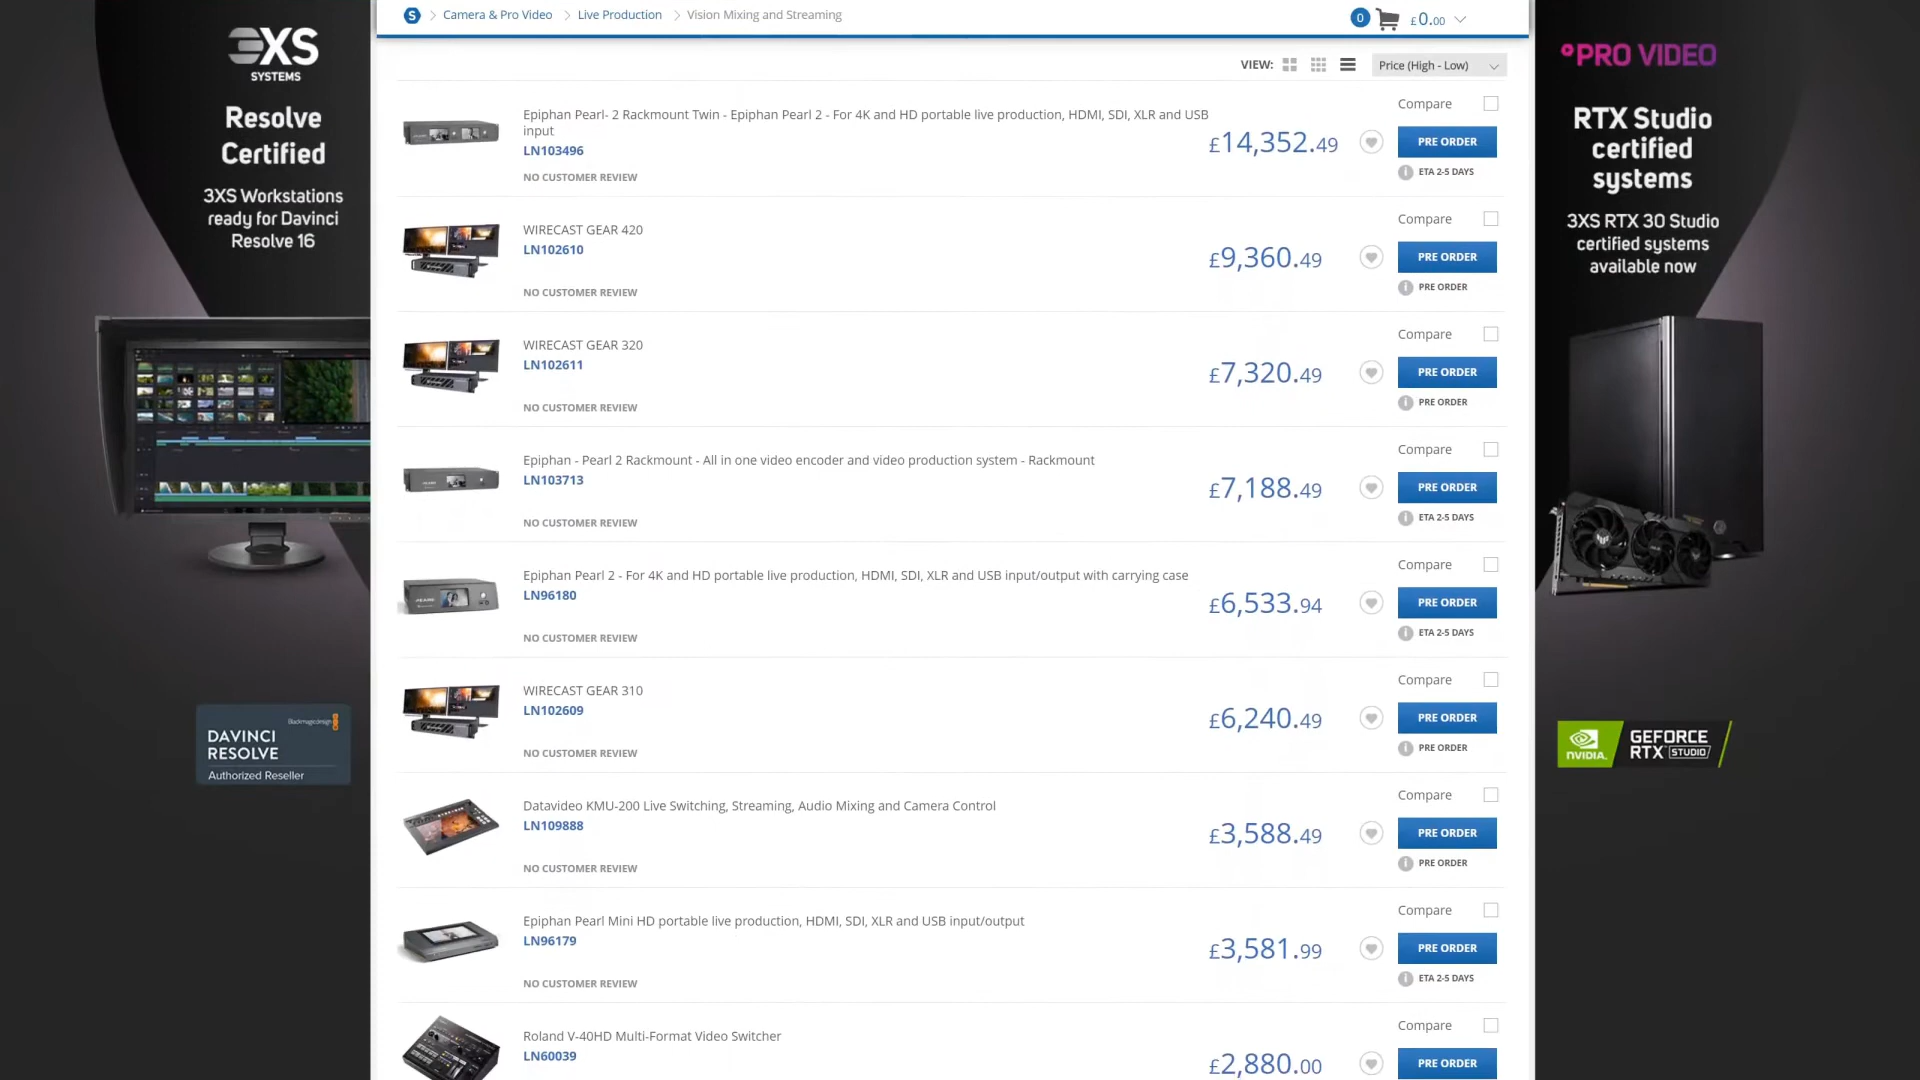 S
Camera & Pro Video
Live Production
Vision Mixing and Streaming
0
£0.00
VIEW:
Price (High - Low)
3XS
SYSTEMS
Resolve
Certified
3XS Workstations
ready for Davinci
Resolve 16
Blackmagicdesign
DAVINCI
RESOLVE
Authorized Reseller
Epiphan Pearl- 2 Rackmount Twin - Epiphan Pearl 2 - For 4K and HD portable live production, HDMI, SDI, XLR and USB
input
LN103496
NO CUSTOMER REVIEW
£14,352.49
Compare
PRE ORDER
ETA 2-5 DAYS
WIRECAST GEAR 420
LN102610
NO CUSTOMER REVIEW
£9,360.49
Compare
PRE ORDER
PRE ORDER
WIRECAST GEAR 320
LN102611
NO CUSTOMER REVIEW
£7,320.49
Compare
PRE ORDER
PRE ORDER
Epiphan - Pearl 2 Rackmount - All in one video encoder and video production system - Rackmount
LN103713
NO CUSTOMER REVIEW
£7,188.49
Compare
PRE ORDER
ETA 2-5 DAYS
Epiphan Pearl 2 - For 4K and HD portable live production, HDMI, SDI, XLR and USB input/output with carrying case
LN96180
NO CUSTOMER REVIEW
£6,533.94
Compare
PRE ORDER
ETA 2-5 DAYS
WIRECAST GEAR 310
LN102609
NO CUSTOMER REVIEW
£6,240.49
Compare
PRE ORDER
PRE ORDER
Datavideo KMU-200 Live Switching, Streaming, Audio Mixing and Camera Control
LN109888
NO CUSTOMER REVIEW
£3,588.49
Compare
PRE ORDER
PRE ORDER
Epiphan Pearl Mini HD portable live production, HDMI, SDI, XLR and USB input/output
LN96179
NO CUSTOMER REVIEW
£3,581.99
Compare
PRE ORDER
ETA 2-5 DAYS
Roland V-40HD Multi-Format Video Switcher
LN60039
£2,880.00
Compare
PRE ORDER
PRO VIDEO
RTX Studio
certified
systems
3XS RTX 30 Studio
certified systems
available now
NVIDIA.
GEFORCE
RTX STUDIO